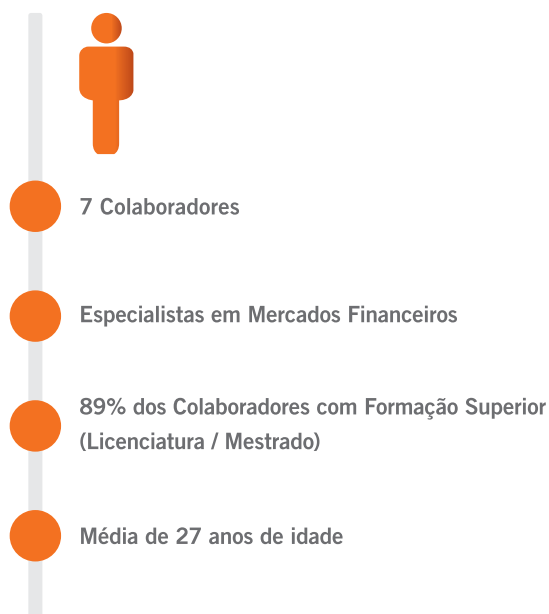 7 Colaboradores
Especialistas em Mercados Financeiros
89% dos Colaboradores com Formação Superior
(Licenciatura / Mestrado)
Média de 27 anos de idade